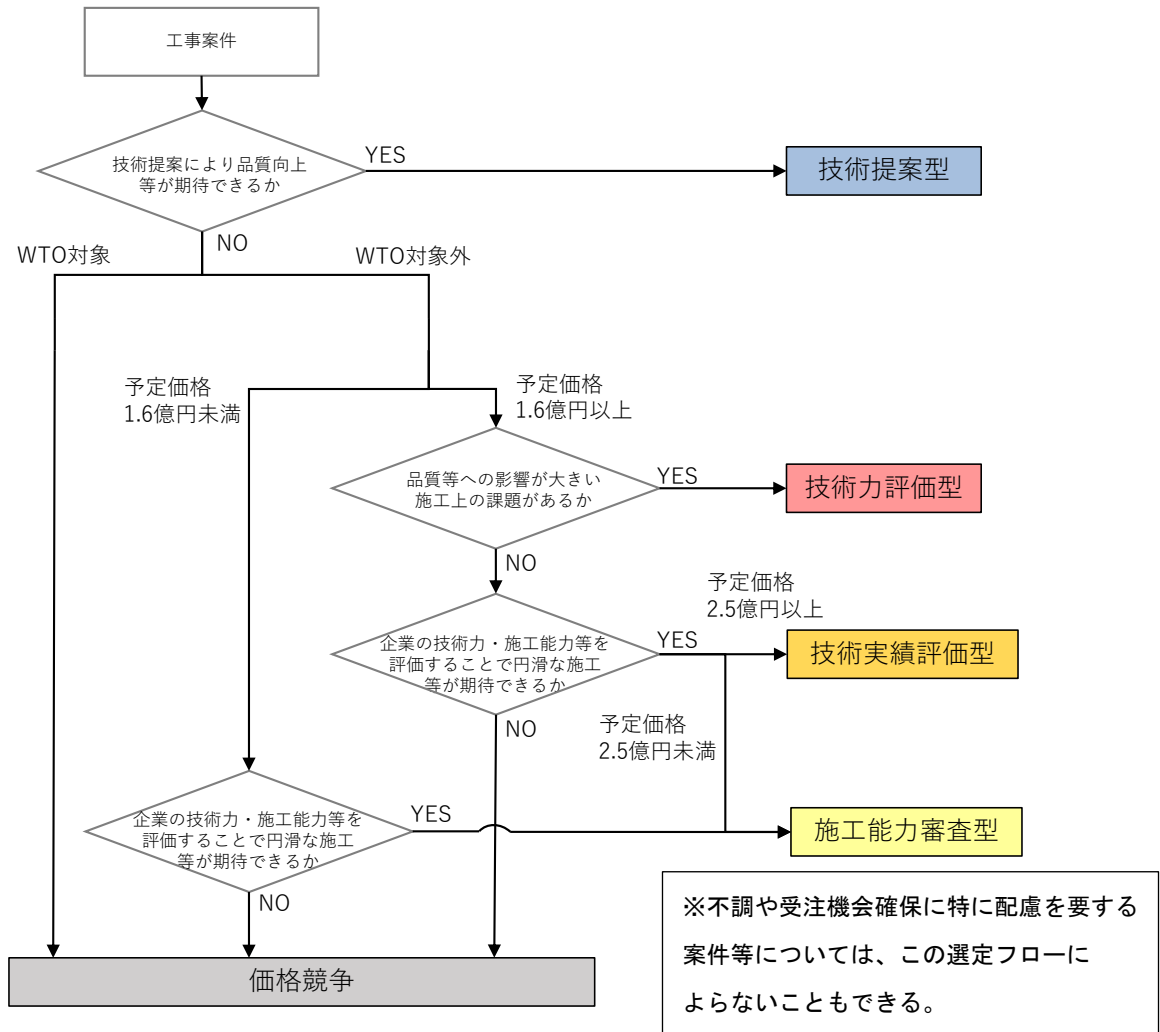 工事案件
技術提案により品質向上
等が期待できるか
YES
技術提案型
NO
WTO対象
WTO対象外
予定価格
1.6億円未満
予定価格
1.6億円以上
品質等への影響が大きい
施工上の課題があるか
YES
技術力評価型
NO
予定価格
2.5億円以上
企業の技術力・施工能力等を
評価することで円滑な施工
等が期待できるか
YES
技術実績評価型
NO
予定価格
2.5億円未満
企業の技術力・施工能力等を
評価することで円滑な施工
等が期待できるか
YES
施工能力審査型
NO
価格競争
※不調や受注機会確保に特に配慮を要する
案件等については、この選定フローに
よらないこともできる。